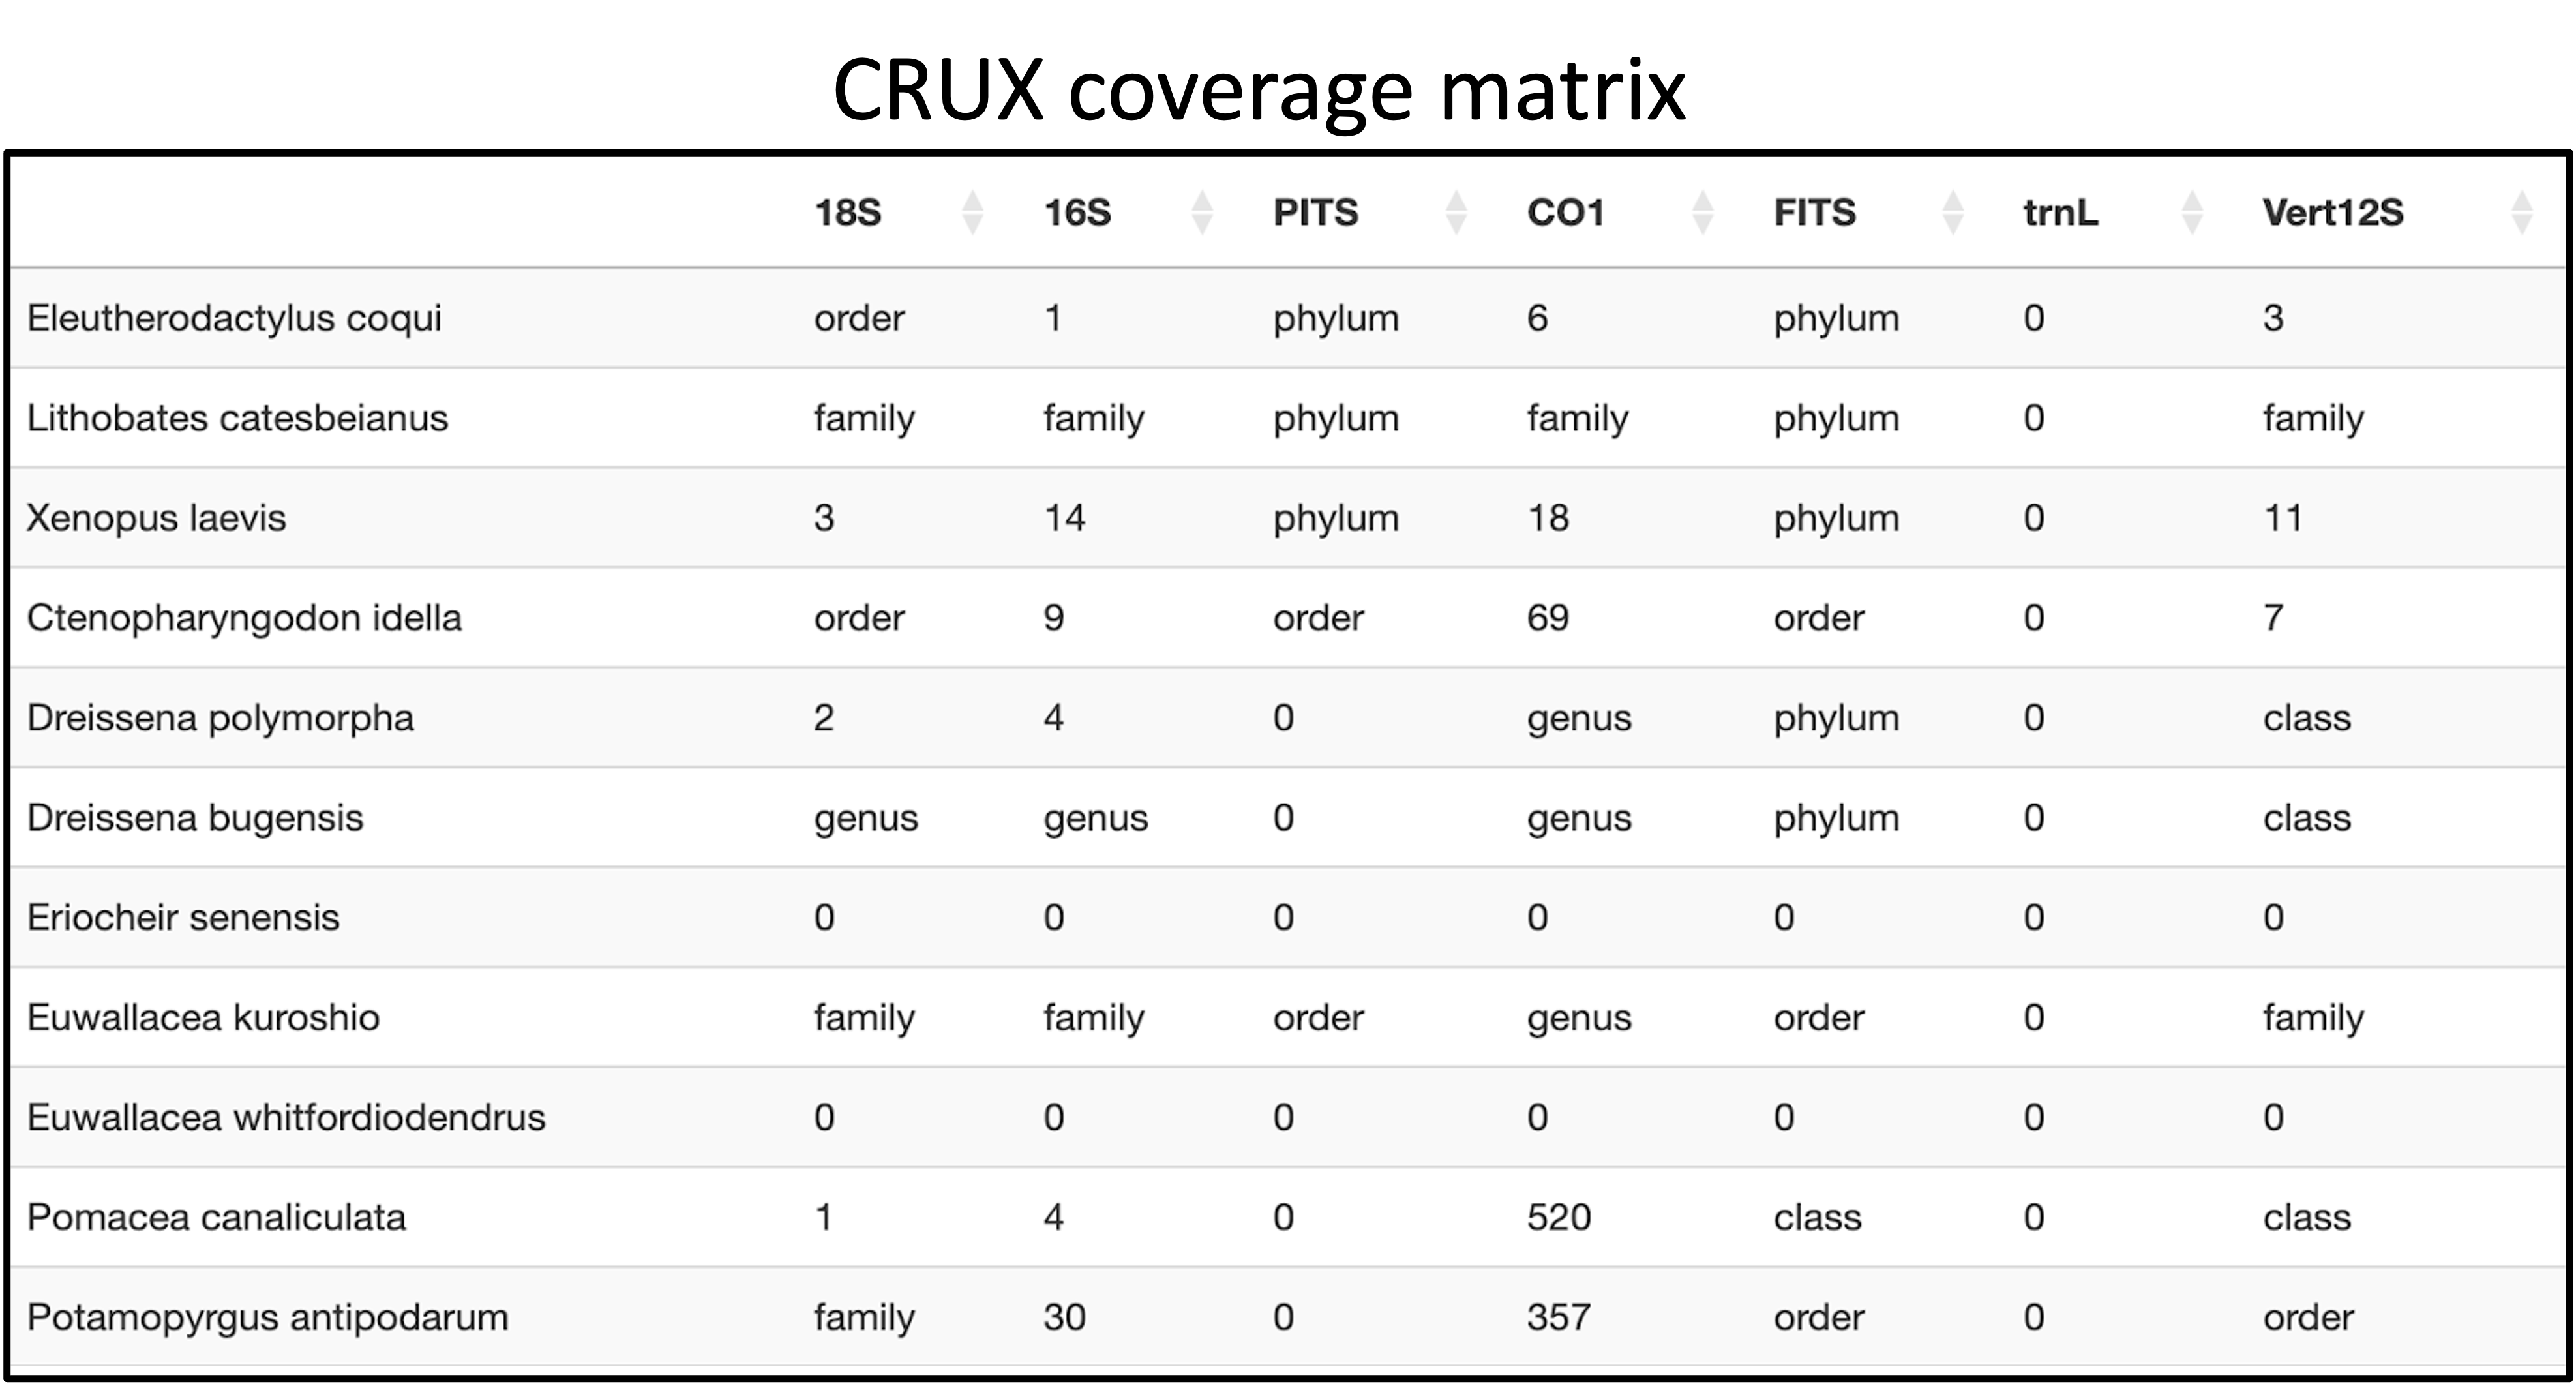 CRUX coverage matrix
18S 16S PITS CO1 FITS trnL Vert12S
Eleutherodactylus coqui order 1 phylum 6 phylum 0 3
Lithobates catesbeianus family family phylum family phylum 0 family
Xenopus laevis 3 14 phylum 18 phylum 0 11
Ctenopharyngodon idella order 9 order 69 order 0 7
Dreissena polymorpha 2 4 0 genus phylum 0 class
Dreissena bugensis genus genus 0 genus phylum 0 class
Eriocheir senensis 0 0 0 0 0 0 0
Euwallacea kuroshio family family order genus order 0 family
Euwallacea whitfordiodendrus 0 0 0 0 0 0 0
Pomacea canaliculata 1 4 0 520 class 0 class
Potamopyrgus antipodarum family 30 0 357 order 0 order